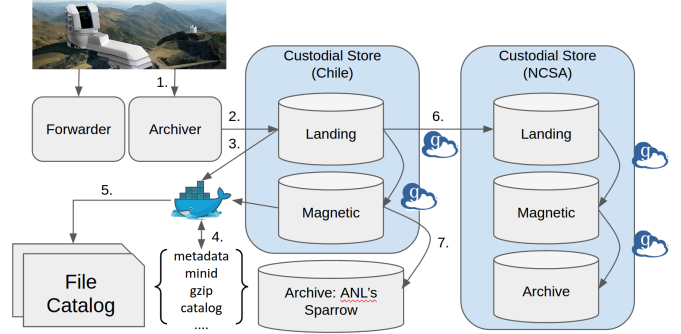 Custodial Store
(Chile)
Custodial Store
(NCSA)
1.
Forwarder
Archiver
2.
3.
Landing
6.
g
Landing
g
Magnetic
g
Magnetic
g
5.
4.
7.
File
Catalog
metadata
minid
gzip
catalog
....
Archive: ANL's
Sparrow
Archive